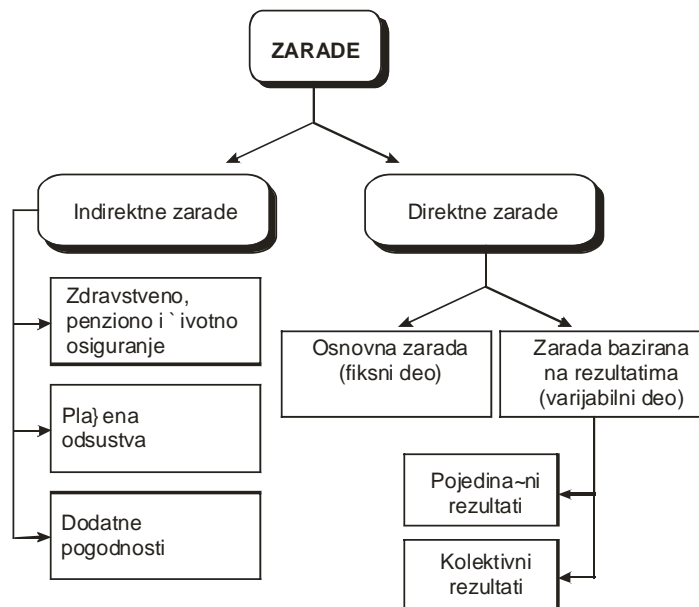 ZARADE
Indirektne zarade
Direktne zarade
Zdravstveno,
penziono i ` ivotno
osiguranje
Pla} ena
odsustva
Dodatne
pogodnosti
Osnovna zarada
(fiksni deo)
Zarada bazirana
na rezultatima
(varijabilni deo)
Pojedina~ni
rezultati
Kolektivni
rezultati